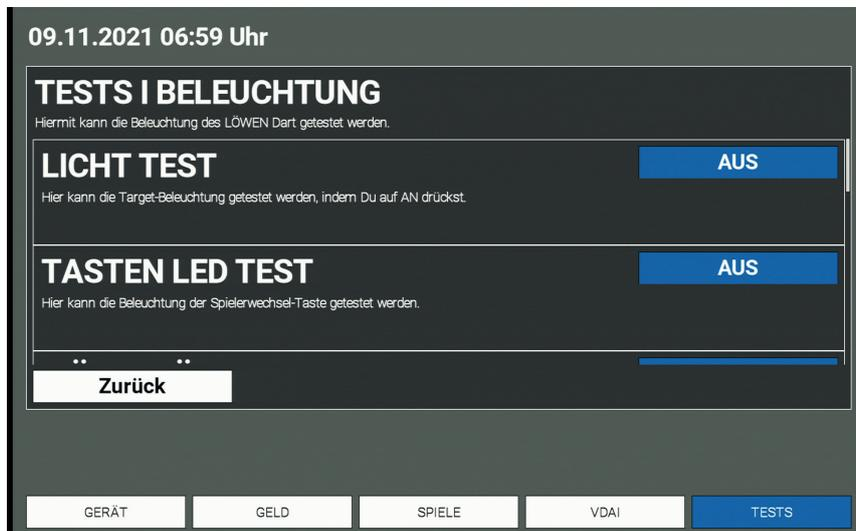 09.11.2021 06:59 Uhr
TESTS I BELEUCHTUNG
Hiermit kann die Beleuchtung des LÖWEN Dart getestet werden.
LICHT TEST
AUS
Hier kann die Target-Beleuchtung getestet werden, indem Du auf AN drückst.
TASTEN LED TEST
AUS
Hier kann die Beleuchtung der Spielerwechsel-Taste getestet werden.
Zurück
GERÄT
GELD
SPIELE
VDAI
TESTS